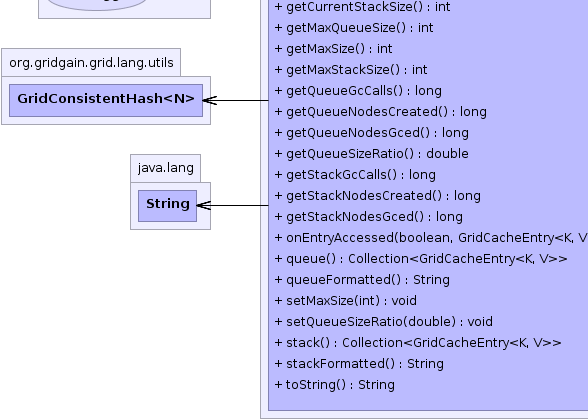 org.gridgain.grid.lang.utils
GridConsistentHash<N>
java.lang
String
+ getCurrentStackSize() : int
+ getMaxQueueSize() : int
+ getMaxSize() : int
+ getMaxStackSize() : int
+ getQueueGcCalls() : long
+ getQueueNodesCreated() : long
+ getQueueNodesGced() : long
+ getQueueSizeRatio() : double
+ getStackGcCalls() : long
+ getStackNodesCreated() : long
+ getStackNodesGced() : long
+ onEntryAccessed(boolean, GridCacheEntry<K, V
+ queue() : Collection<GridCacheEntry<K, V>>
+ queueFormatted() : String
+ setMaxSize(int) : void
+ setQueueSizeRatio(double) : void
+ stack() : Collection<GridCacheEntry<K, V>>
+ stackFormatted() : String
+ toString() : String